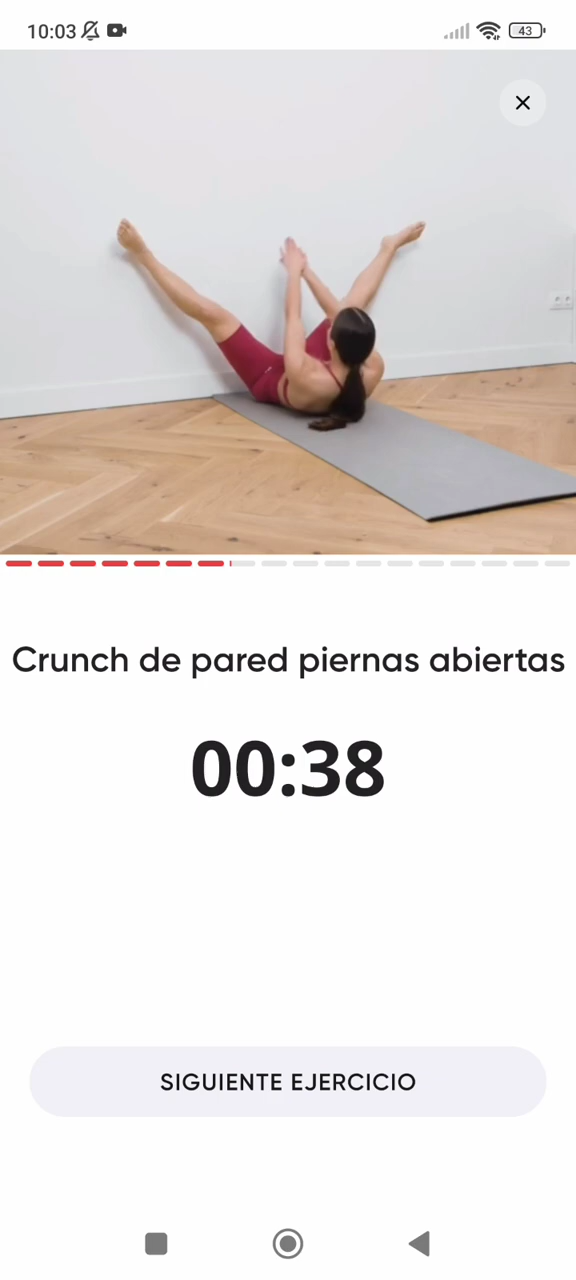 10:03
43
Crunch de pared piernas abiertas
00:38
SIGUIENTE EJERCICIO